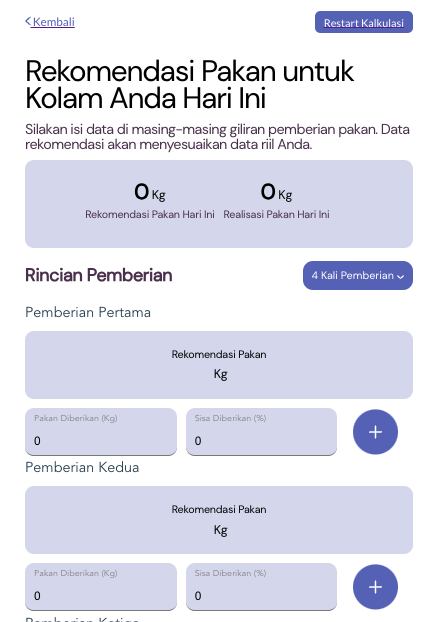 Kembali
Restart Kalkulasi
Rekomendasi Pakan untuk
Kolam Anda Hari Ini
Silakan isi data di masing-masing giliran pemberian pakan. Data
rekomendasi akan menyesuaikan data riil Anda.
0 Kg
Rekomendasi Pakan Hari Ini
0 Kg
Realisasi Pakan Hari Ini
Rincian Pemberian
4 Kali Pemberian
Pemberian Pertama
Rekomendasi Pakan
Kg
Pakan Diberikan (Kg)
0
Sisa Diberikan (%)
0
+
Pemberian Kedua
Rekomendasi Pakan
Kg
Pakan Diberikan (Kg)
0
Sisa Diberikan (%)
0
+
Pemberian Ketiga